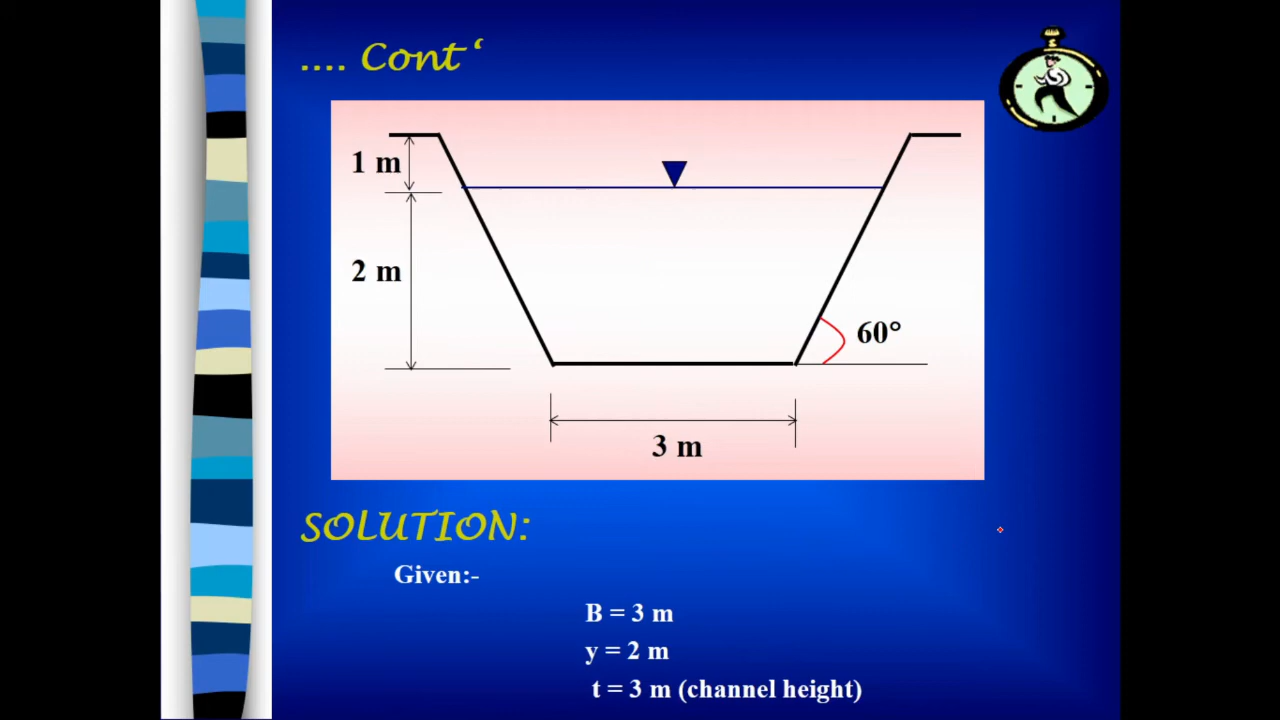 .... Cont‘
1 m
2 m
60°
3 m
SOLUTION:
Given:-
B = 3 m
y = 2 m
t = 3 m (channel height)